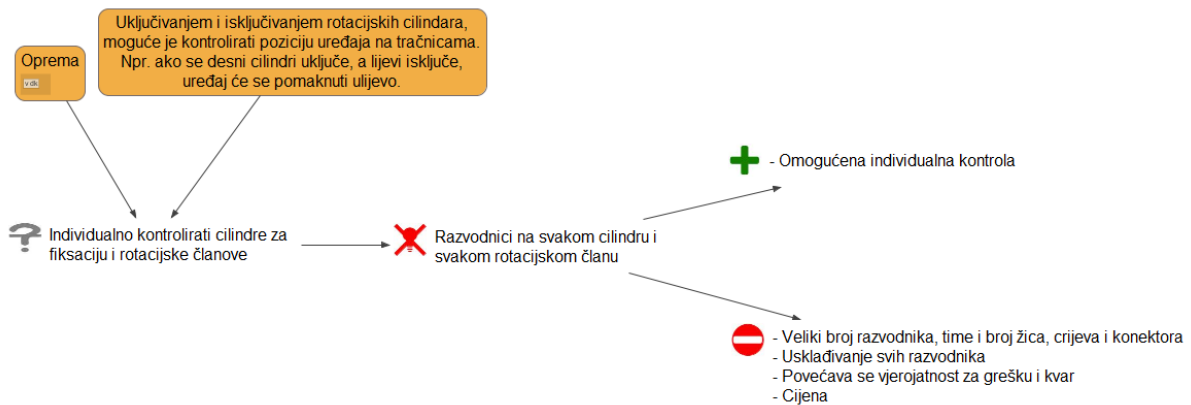 Uključivanjem i isključivanjem rotacijskih cilindara,
moguće je kontrolirati poziciju uređaja na tračnicama.
Npr. ako se desni cilindri uključe, a lijevi isključe,
uređaj će se pomaknuti ulijevo.
Oprema
v dk
- Omogućena individualna kontrola
Individualno kontrolirati cilindre za
fiksaciju i rotacijske članove
Razvodnici na svakom cilindru i
svakom rotacijskom članu
- Veliki broj razvodnika, time i broj žica, crijeva i konektora
- Usklađivanje svih razvodnika
- Povećava se vjerojatnost za grešku i kvar
- Cijena